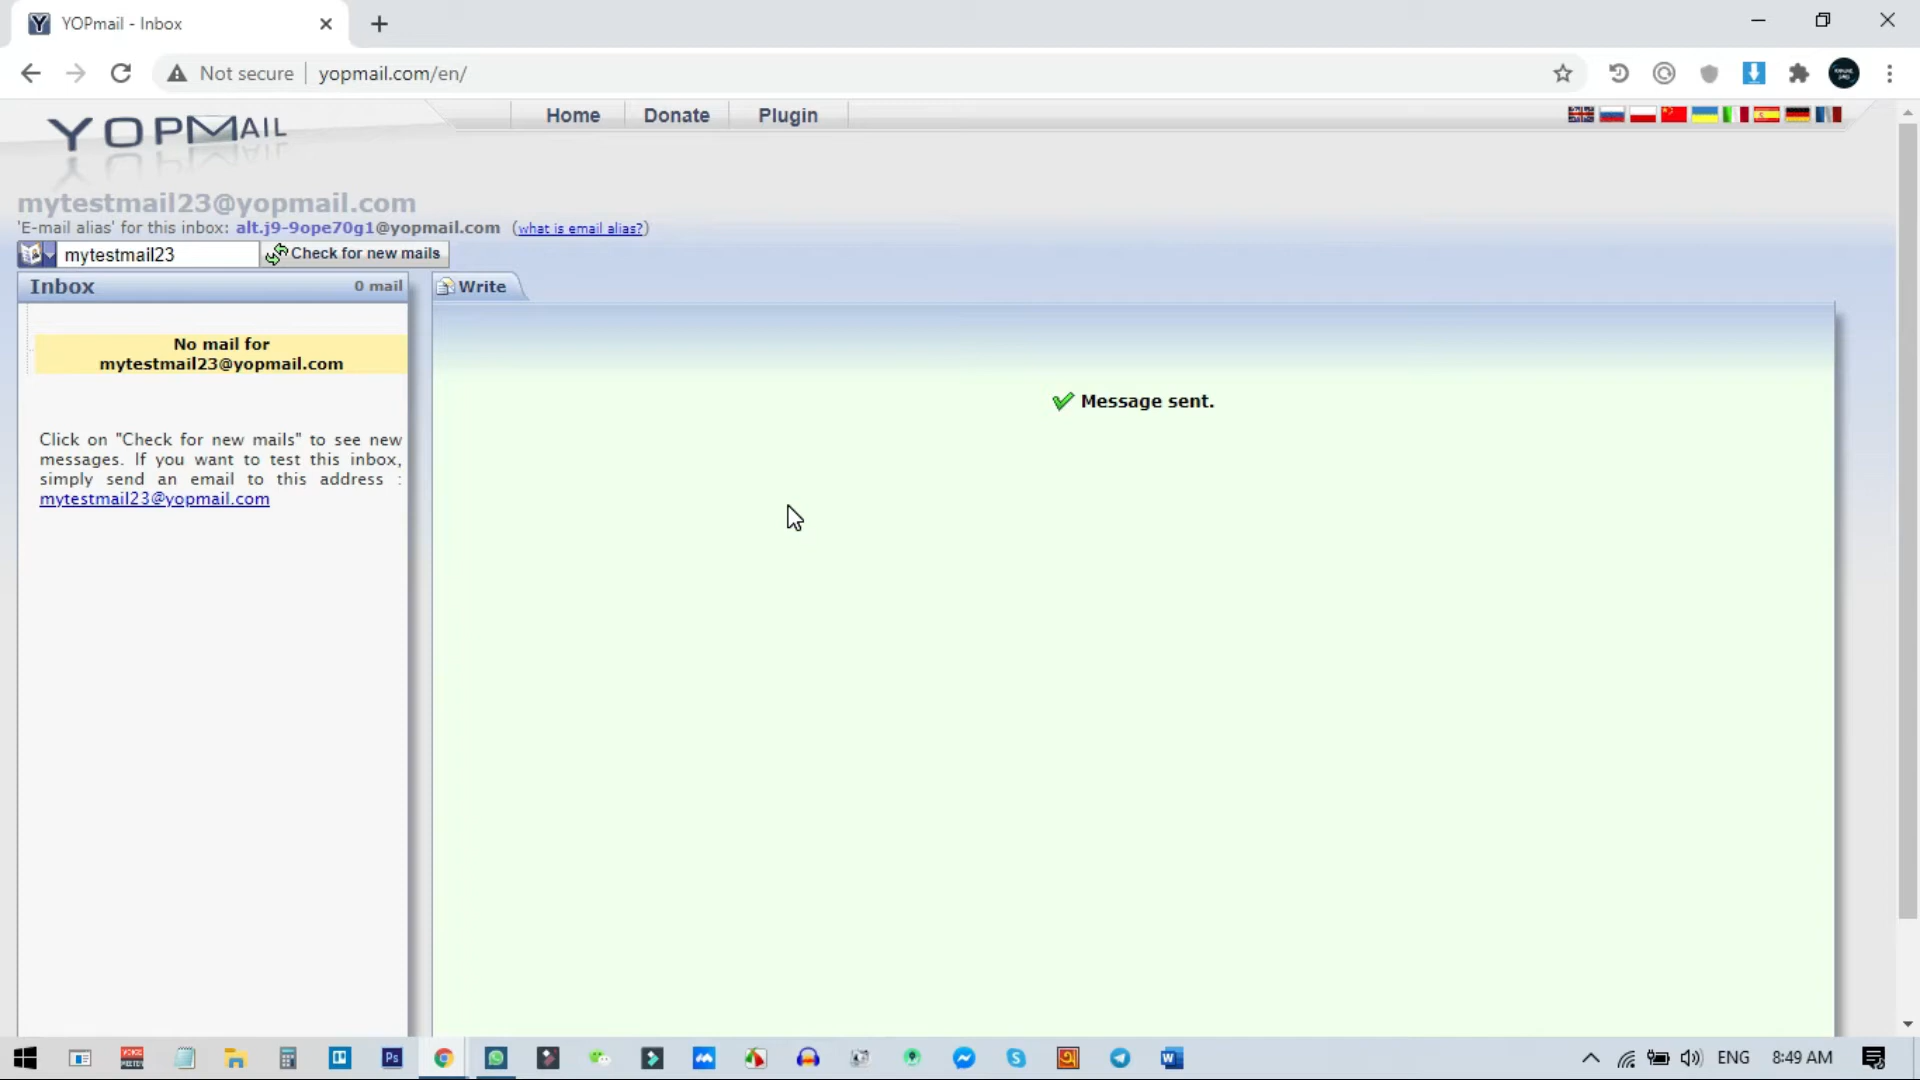 YOPmail - Inbox
Not secure
yopmail.com/en/
YOPMAIL
Home
Donate
Plugin
mytestmail23@yopmail.com
'E-mail alias' for this inbox: alt.j9-9ope70g1@yopmail.com (what is email alias?)
mytestmail23
Check for new mails
Inbox
0 mail
Write
No mail for
mytestmail23@yopmail.com
Message sent.
Click on "Check for new mails" to see new
messages. If you want to test this inbox,
simply send an email to this address :
mytestmail23@yopmail.com
Ps
W
ENG
8:49 AM